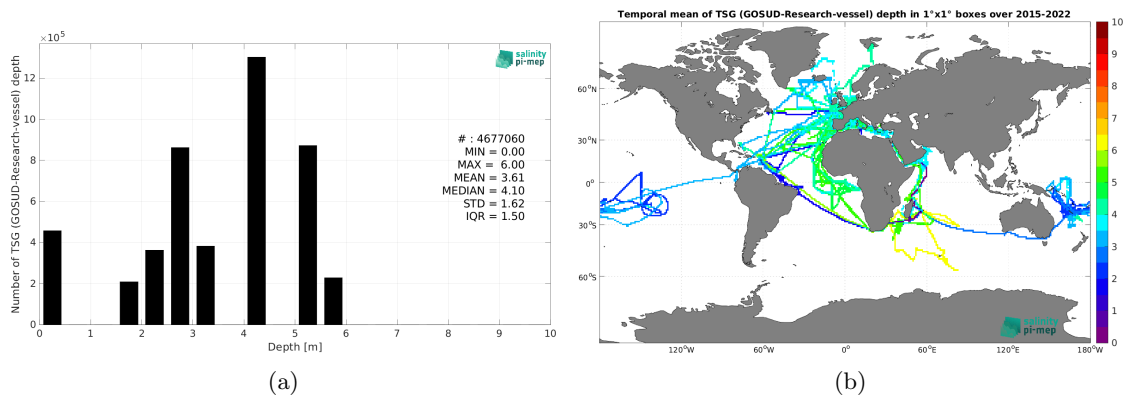 ×10⁵
12
10
8
6
4
2
0
0 1 2 3 4 5 6 7 8 9 10
Number of TSG (GOSUD-Research-vessel) depth
Depth [m]
salinity
pi-mep
# : 4677060
MIN = 0.00
MAX = 6.00
MEAN = 3.61
MEDIAN = 4.10
STD = 1.62
IQR = 1.50
(a)
Temporal mean of TSG (GOSUD-Research-vessel) depth in 1°x1° boxes over 2015-2022
60°N
30°N
0°
30°S
60°S
120°W 60°W 0° 60°E 120°E 180°W
salinity
pi-mep
10
9
8
7
6
5
4
3
2
1
0
(b)